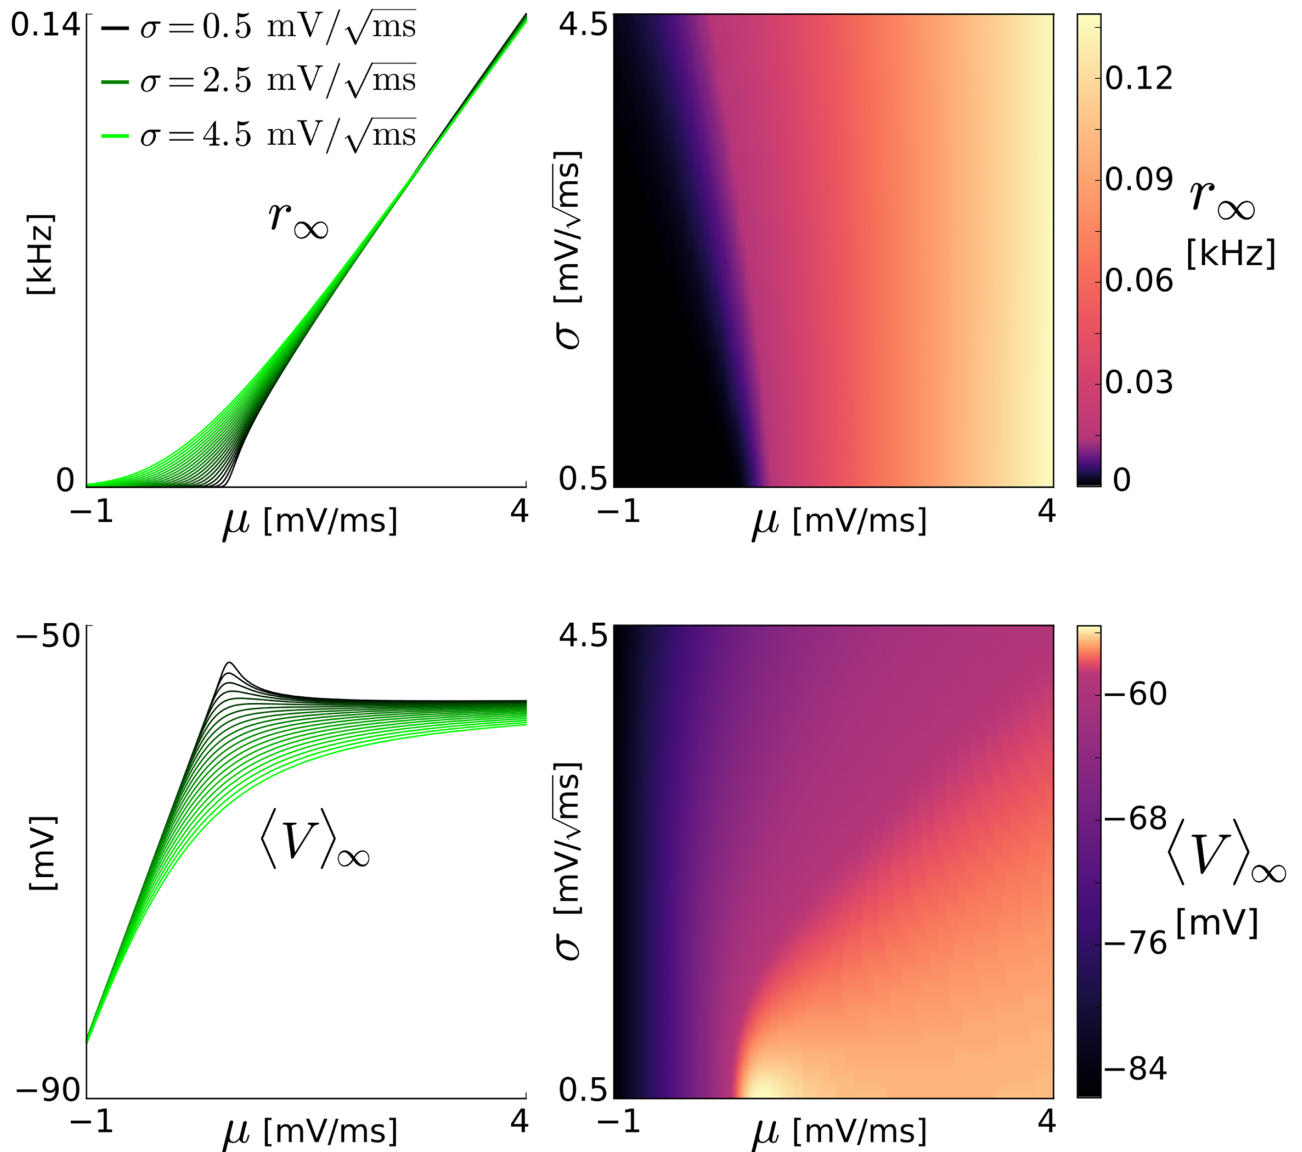 0.14
σ = 0.5 mV/√ms
σ = 2.5 mV/√ms
σ = 4.5 mV/√ms
r∞
[kHz]
0
−1
μ [mV/ms]
4
4.5
σ [mV/√ms]
0.5
−1
μ [mV/ms]
4
0.12
0.09
0.06
0.03
0
r∞
[kHz]
−50
[mV]
⟨V⟩∞
−90
−1
μ [mV/ms]
4
4.5
σ [mV/√ms]
0.5
−1
μ [mV/ms]
4
−60
−68
−76
−84
⟨V⟩∞
[mV]